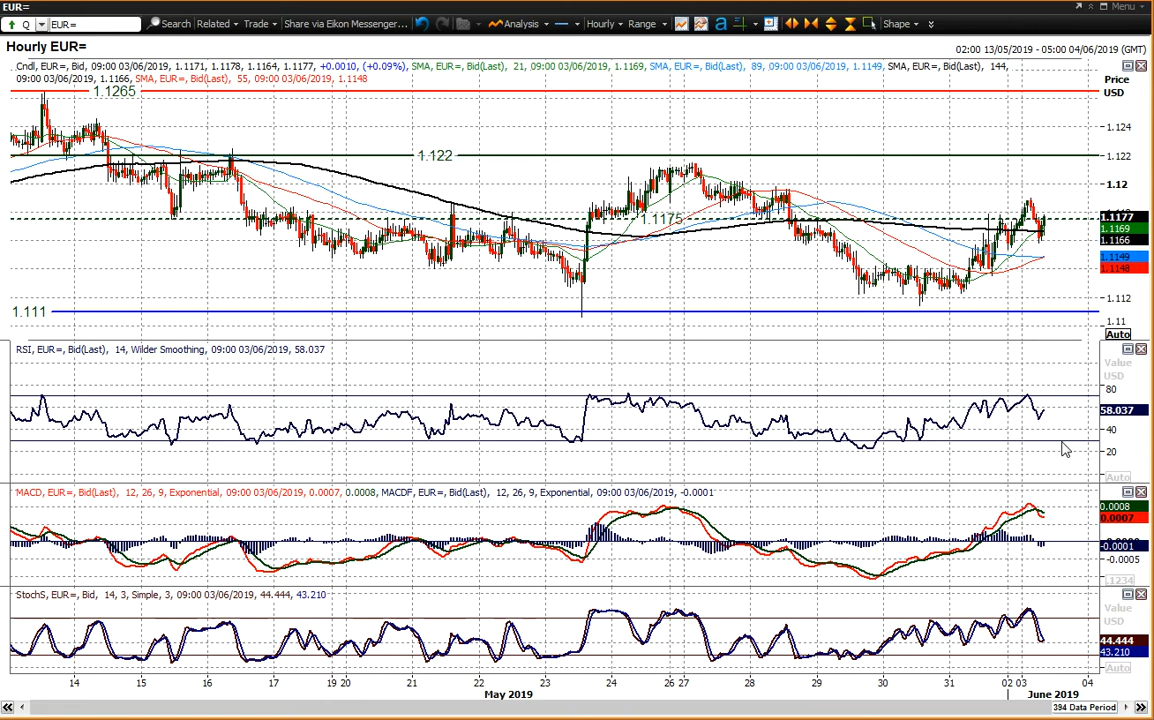 EUR=
Menu
Q EUR= Search Related Trade Share via Eikon Messenger... Analysis Hourly Range a Shape
Hourly EUR=
02:00 13/05/2019 - 05:00 04/06/2019 (GMT)
Cndl, EUR=, Bid, 09:00 03/06/2019, 1.1171, 1.1178, 1.1164, 1.1177, +0.0010, (+0.09%), SMA, EUR=, Bid(Last), 21, 09:00 03/06/2019, 1.1169, SMA, EUR=, Bid(Last), 89, 09:00 03/06/2019, 1.1149, SMA, EUR=, Bid(Last), 144,
09:00 03/06/2019, 1.1166, SMA, EUR=, Bid(Last), 55, 09:00 03/06/2019, 1.1148
Price
USD
1.1265
1.124
1.122
1.122
1.12
1.1175
1.1177
1.1169
1.1166
1.1149
1.1148
1.112
1.111
1.11
Auto
RSI, EUR=, Bid(Last), 14, Wilder Smoothing, 09:00 03/06/2019, 58.037
Value
USD
80
58.037
40
20
Auto
MACD, EUR=, Bid(Last), 12, 26, 9, Exponential, 09:00 03/06/2019, 0.0007, 0.0008, MACDF, EUR=, Bid(Last), 12, 26, 9, Exponential, 09:00 03/06/2019, -0.0001
0.0008
0.0007
-0.0001
-0.0005
.1234
StochS, EUR=, Bid, 14, 3, Simple, 3, 09:00 03/06/2019, 44.444, 43.210
Value
USD
44.444
43.210
Auto
14 15 16 17 19 20 21 22 23 24 26 27 28 29 30 31 02 03 04
May 2019 June 2019
394 Data Period